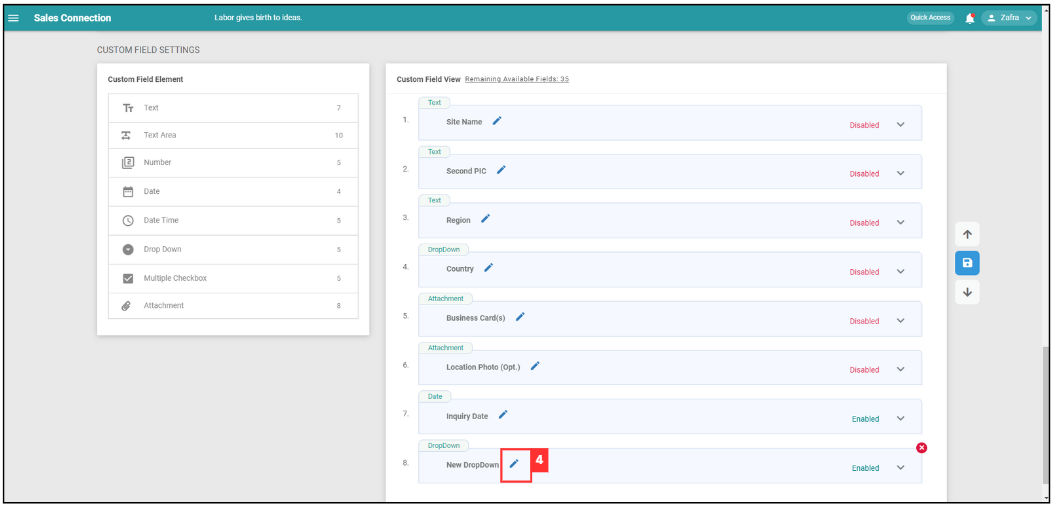 Sales Connection
Labor gives birth to ideas.
Quick Access
Zafra
CUSTOM FIELD SETTINGS
Custom Field Element
Text 7
Text Area 10
Number 5
Date 4
Date Time 5
Drop Down 5
Multiple Checkbox 5
Attachment 8
Custom Field View Remaining Available Fields: 35
Text
1. Site Name Disabled
Text
2. Second PIC Disabled
Text
3. Region Disabled
DropDown
4. Country Disabled
Attachment
5. Business Card(s) Disabled
Attachment
6. Location Photo (Opt.) Disabled
Date
7. Inquiry Date Enabled
DropDown
8. New DropDown 4 Enabled